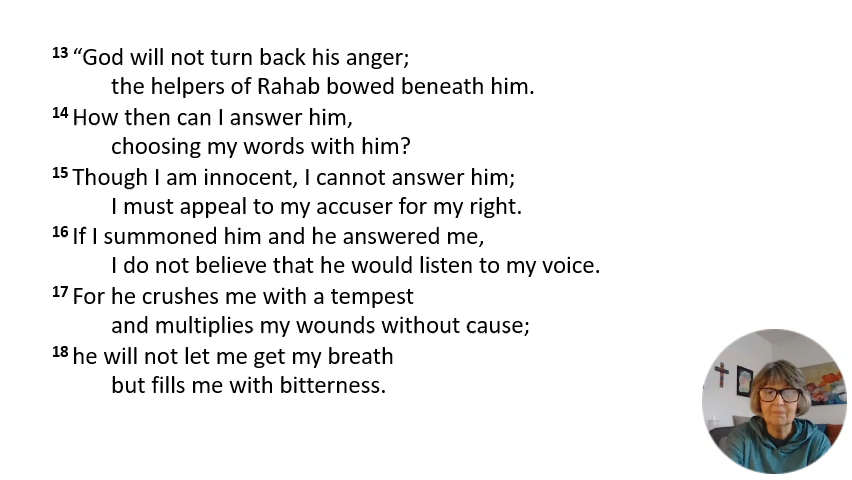 13 “God will not turn back his anger;
the helpers of Rahab bowed beneath him.
14 How then can I answer him,
choosing my words with him?
15 Though I am innocent, I cannot answer him;
I must appeal to my accuser for my right.
16 If I summoned him and he answered me,
I do not believe that he would listen to my voice.
17 For he crushes me with a tempest
and multiplies my wounds without cause;
18 he will not let me get my breath
but fills me with bitterness.